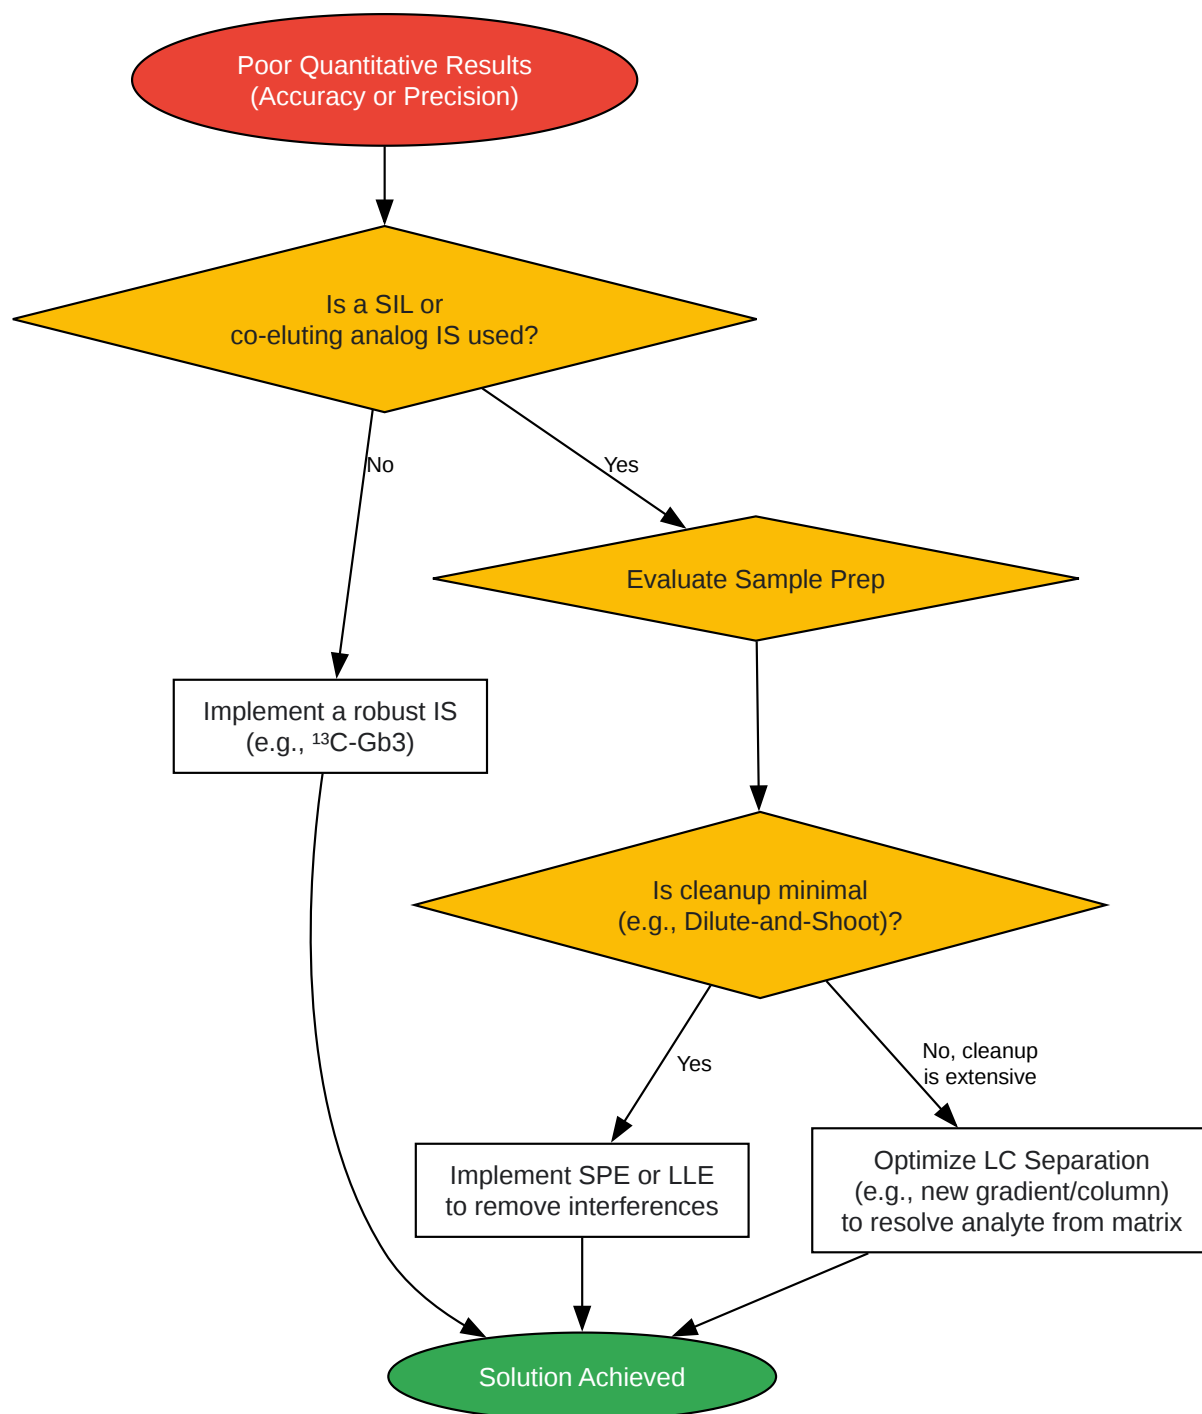 Poor Quantitative Results
(Accuracy or Precision)
Is a SIL or
co-eluting analog IS used?
No
Yes
Evaluate Sample Prep
Implement a robust IS
(e.g., ¹³C-Gb3)
Is cleanup minimal
(e.g., Dilute-and-Shoot)?
Yes
No, cleanup
is extensive
Implement SPE or LLE
to remove interferences
Optimize LC Separation
(e.g., new gradient/column)
to resolve analyte from matrix
Solution Achieved